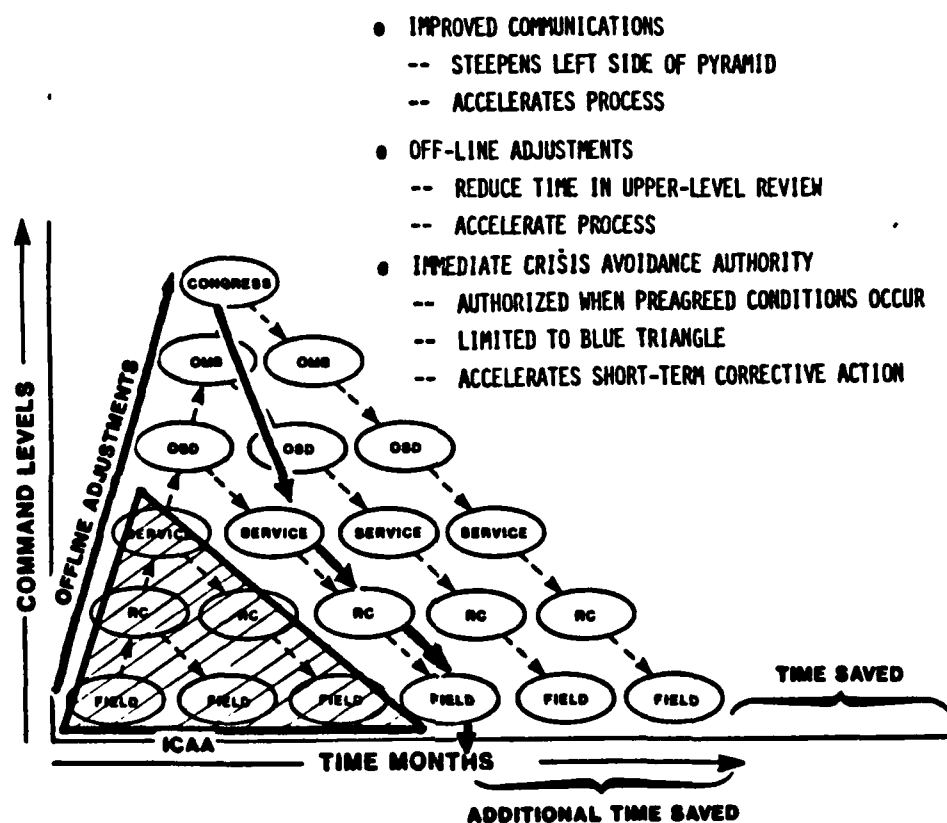 ● IMPROVED COMMUNICATIONS
-- STEEPENS LEFT SIDE OF PYRAMID
-- ACCELERATES PROCESS
● OFF-LINE ADJUSTMENTS
-- REDUCE TIME IN UPPER-LEVEL REVIEW
-- ACCELERATE PROCESS
● IMMEDIATE CRISIS AVOIDANCE AUTHORITY
-- AUTHORIZED WHEN PREAGREED CONDITIONS OCCUR
-- LIMITED TO BLUE TRIANGLE
-- ACCELERATES SHORT-TERM CORRECTIVE ACTION
COMMAND LEVELS
OFFLINE ADJUSTMENTS
CONGRESS
OMB OMB
OSD OSD OSD
SERVICE SERVICE SERVICE SERVICE
RC RC RC RC RC
FIELD FIELD FIELD FIELD FIELD FIELD
TIME SAVED
ICAA
TIME MONTHS
ADDITIONAL TIME SAVED